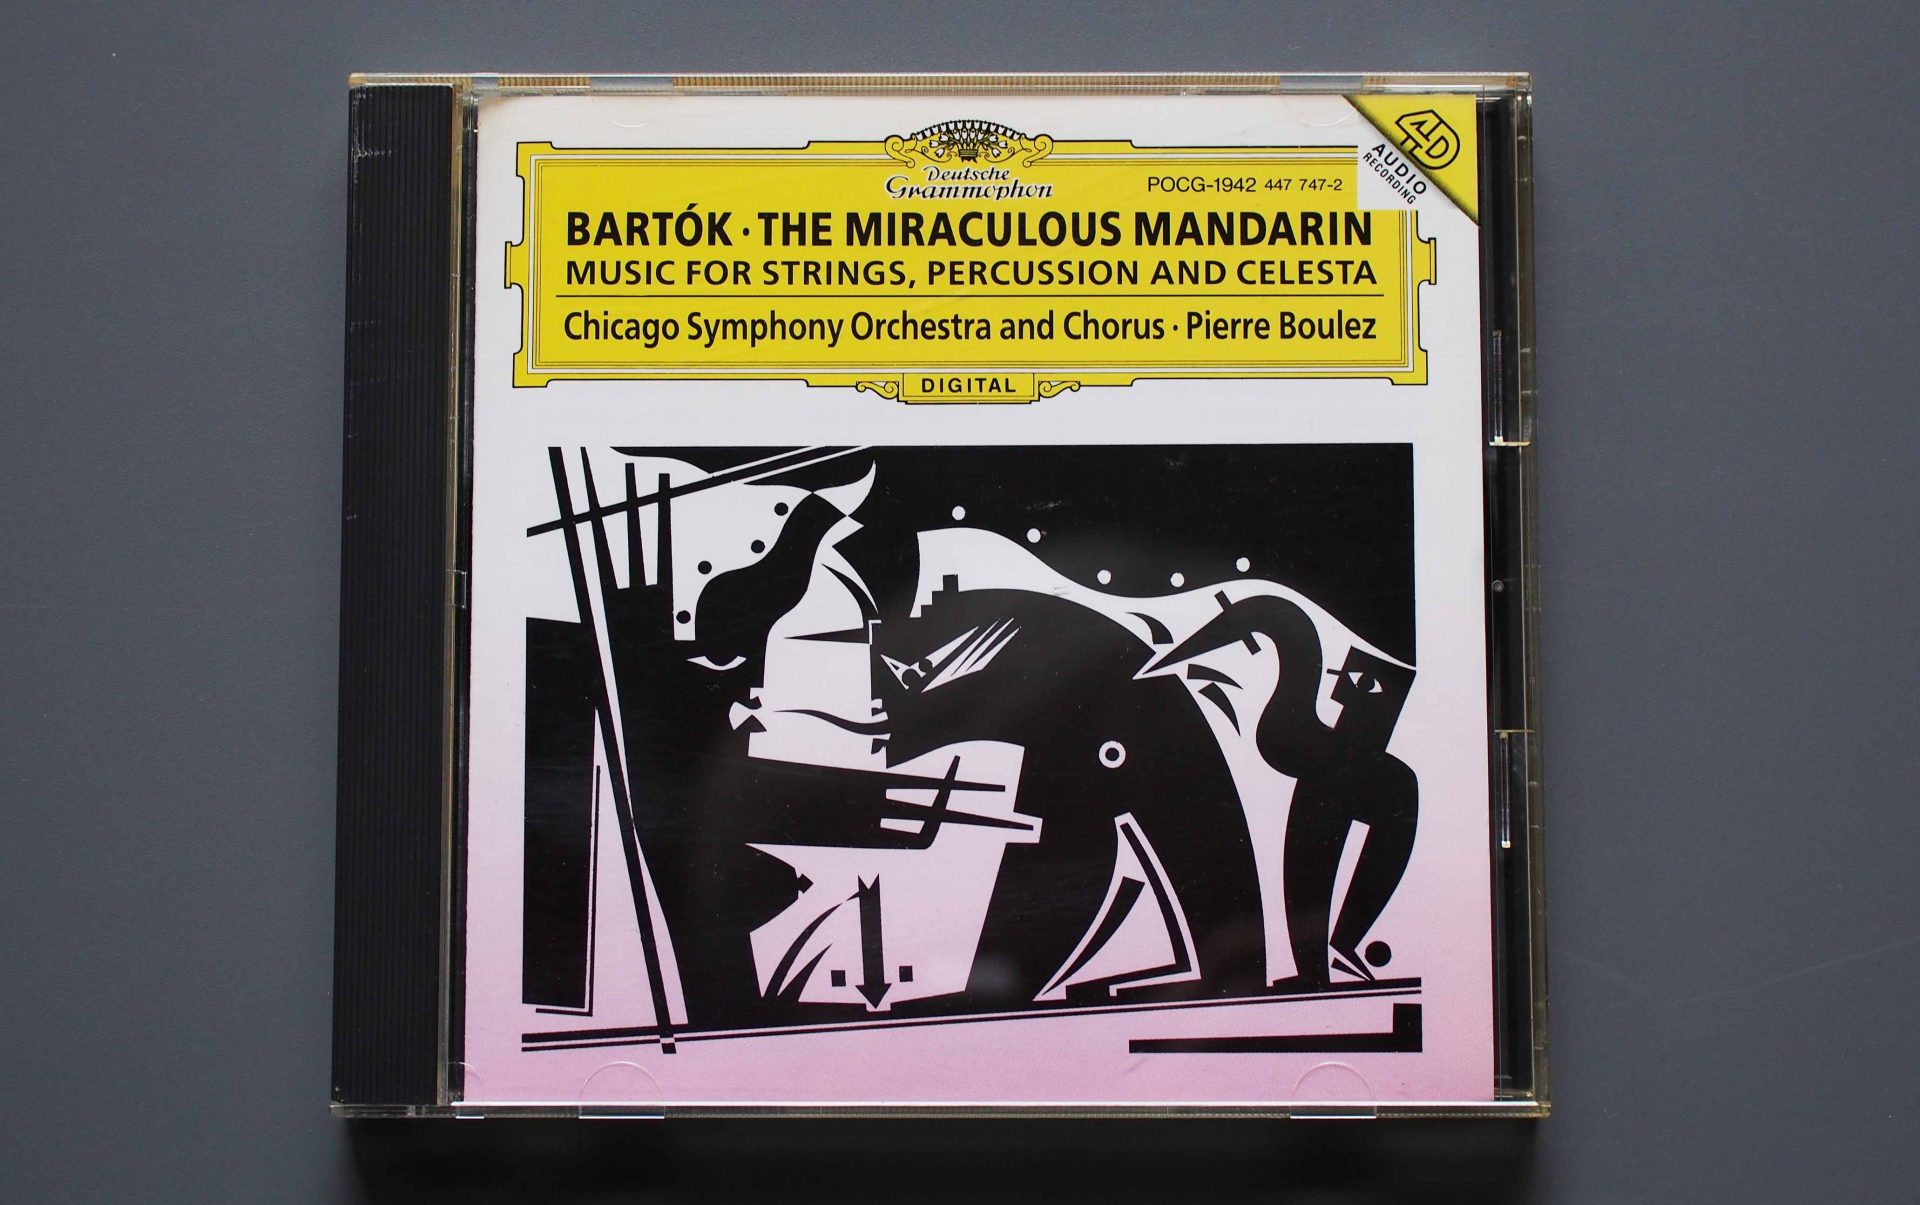 Deutsche
Grammophon
POCG-1942 447 747-2
4D
AUDIO
RECORDING
BARTÓK · THE MIRACULOUS MANDARIN
MUSIC FOR STRINGS, PERCUSSION AND CELESTA
Chicago Symphony Orchestra and Chorus · Pierre Boulez
DIGITAL